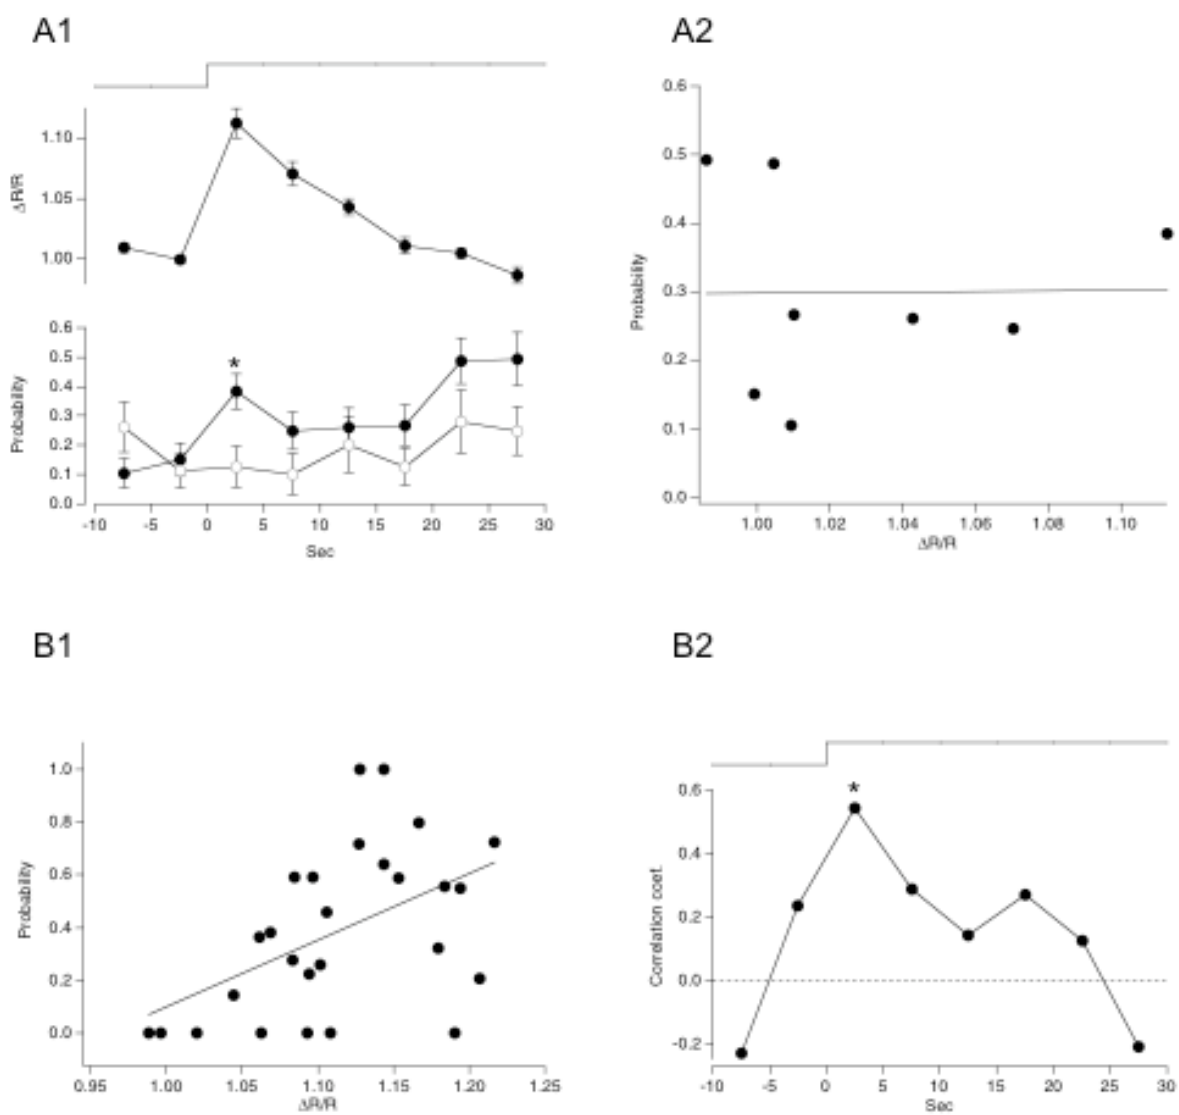 A1
A2
1.10
1.05
1.00
ΔR/R
0.6
0.5
0.4
0.3
0.2
0.1
0.0
Probability
*
-10 -5 0 5 10 15 20 25 30
Sec
0.6
0.5
0.4
0.3
0.2
0.1
0.0
Probability
1.00 1.02 1.04 1.06 1.08 1.10
ΔR/R
B1
B2
1.0
0.8
0.6
0.4
0.2
0.0
Probability
0.95 1.00 1.05 1.10 1.15 1.20 1.25
ΔR/R
*
0.6
0.4
0.2
0.0
-0.2
Correlation coef.
-10 -5 0 5 10 15 20 25 30
Sec